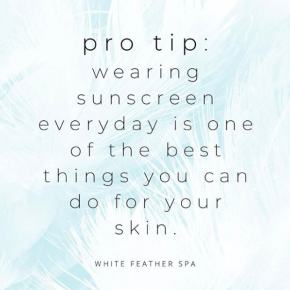 pro tip:
wearing
sunscreen
everyday is one
of the best
things you can
do for your
skin.
WHITE FEATHER SPA